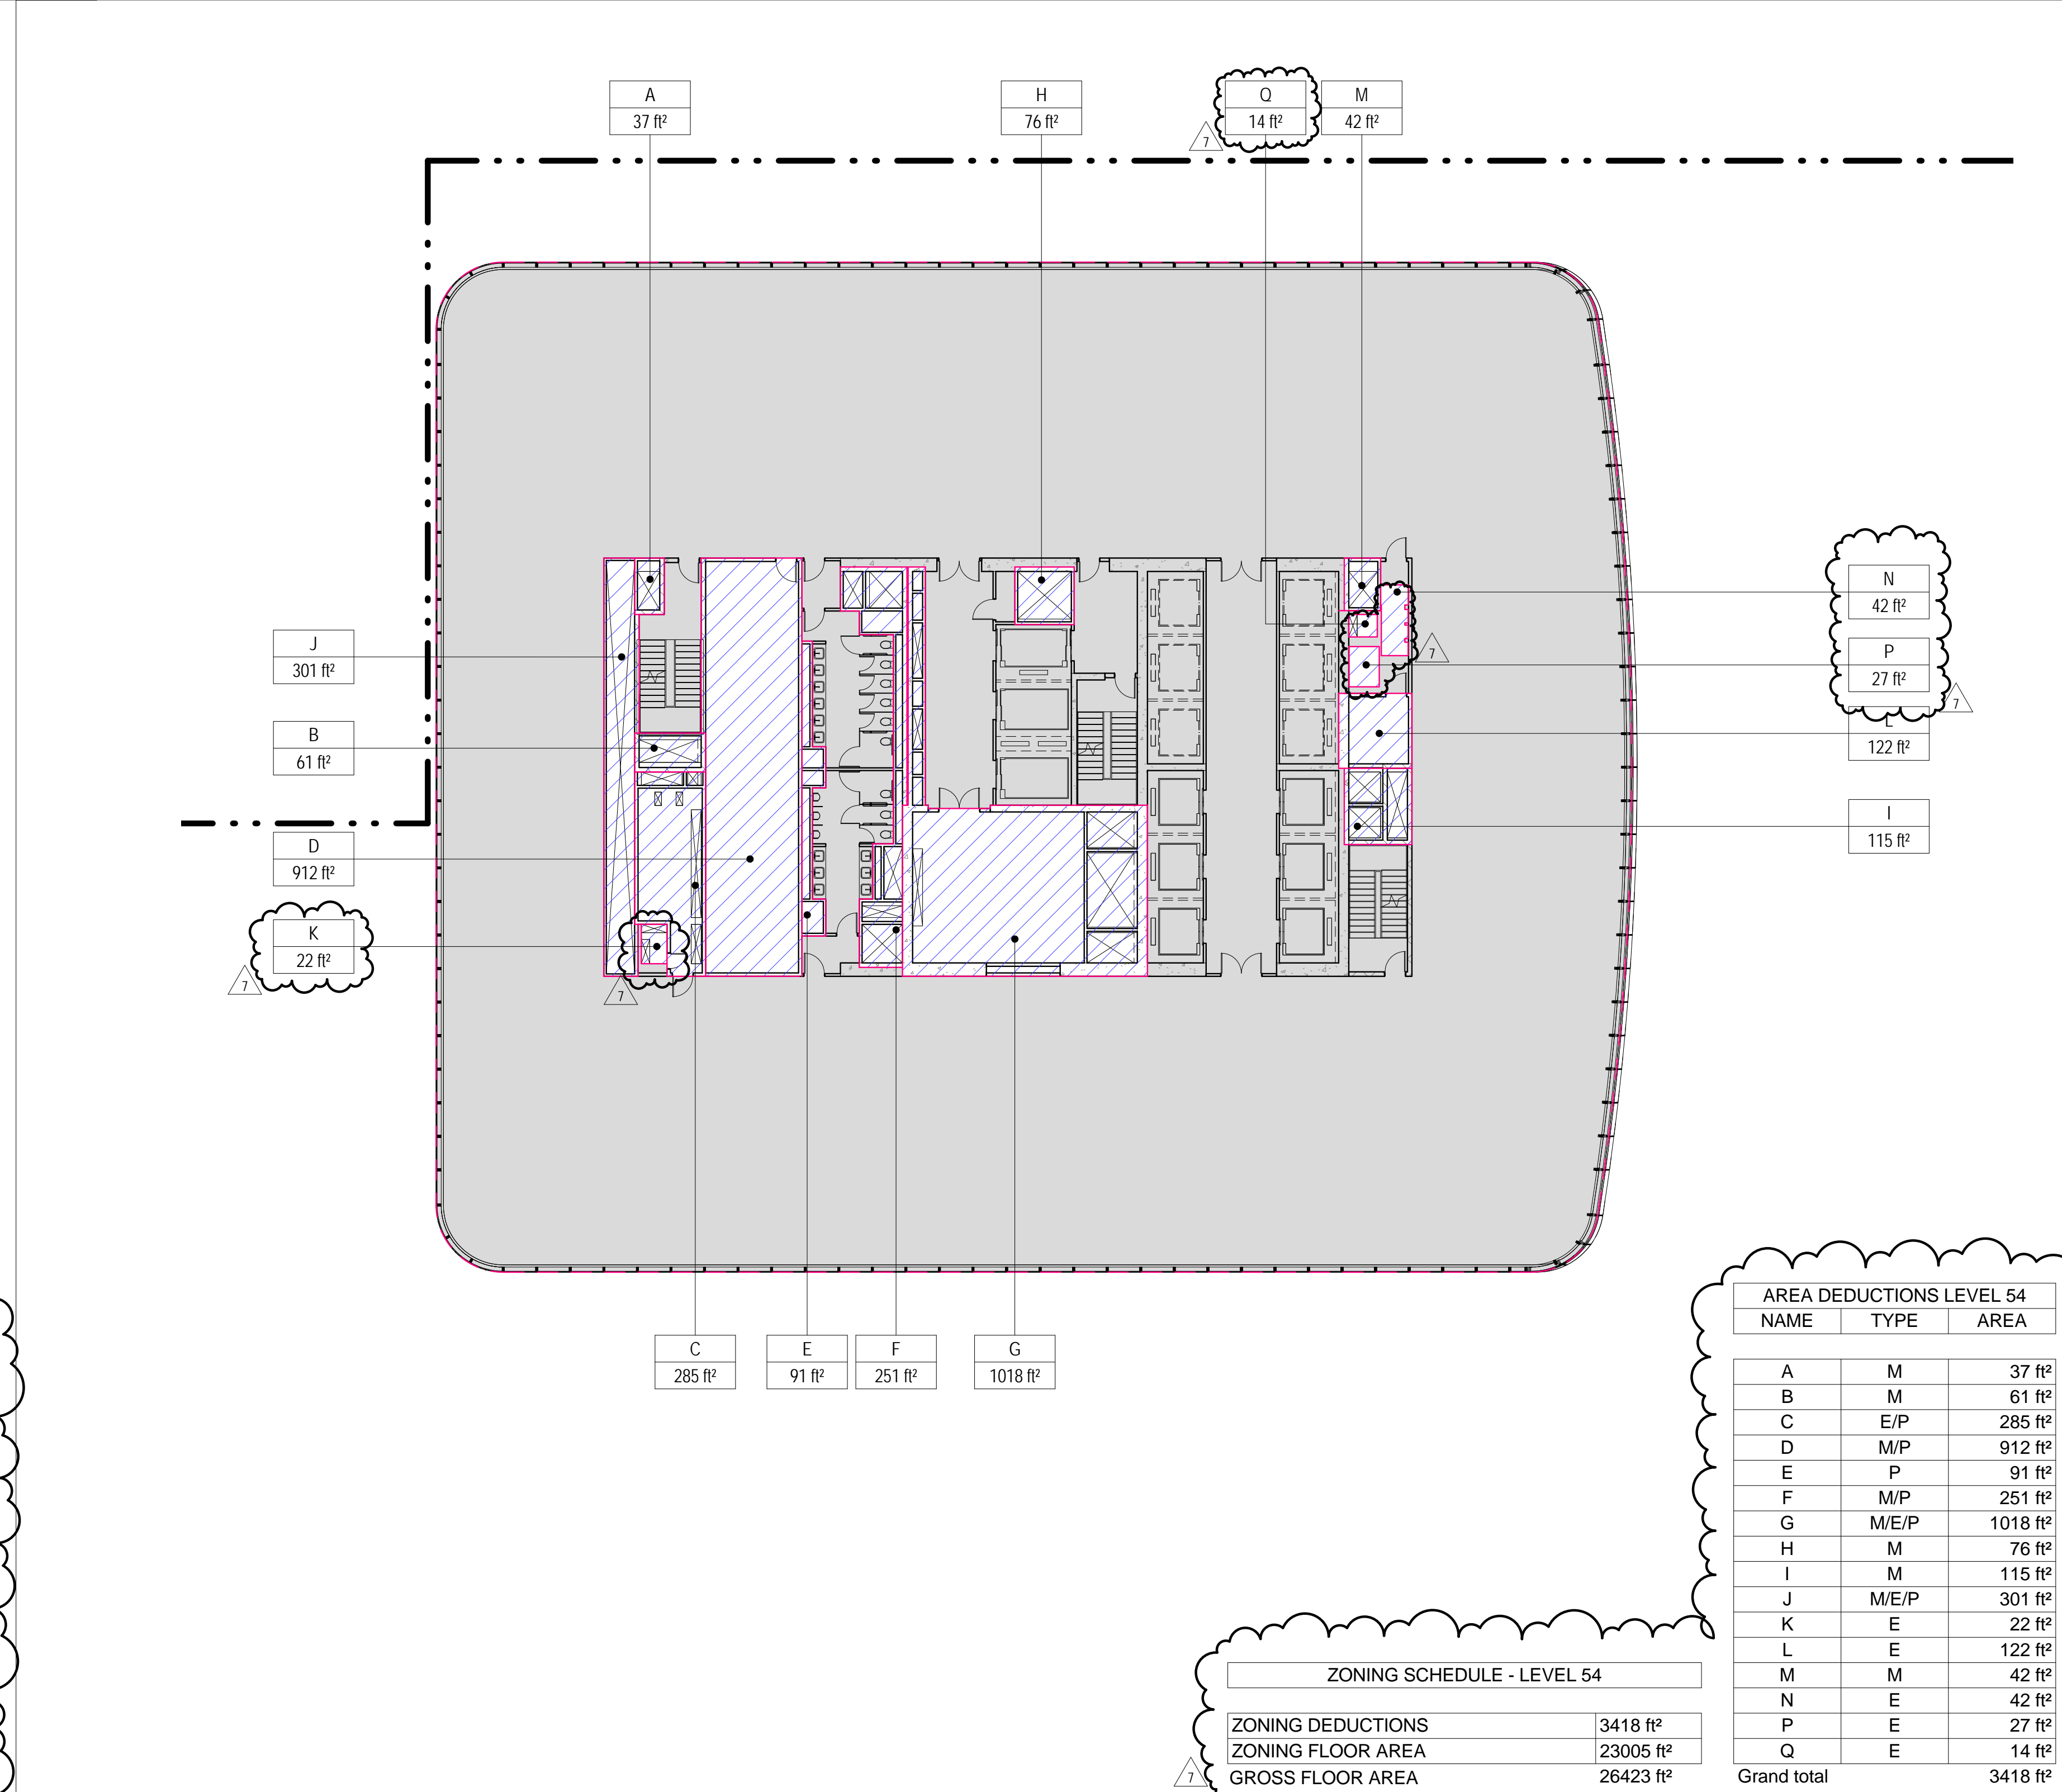 A
37 ft²
H
76 ft²
Q
14 ft²
7
M
42 ft²
N
42 ft²
P
27 ft²
7
L
122 ft²
I
115 ft²
7
J
301 ft²
B
61 ft²
D
912 ft²
K
22 ft²
7
7
C
285 ft²
E
91 ft²
F
251 ft²
G
1018 ft²
AREA DEDUCTIONS LEVEL 54
NAME TYPE AREA
A M 37 ft²
B M 61 ft²
C E/P 285 ft²
D M/P 912 ft²
E P 91 ft²
F M/P 251 ft²
G M/E/P 1018 ft²
H M 76 ft²
I M 115 ft²
J M/E/P 301 ft²
K E 22 ft²
L E 122 ft²
M M 42 ft²
N E 42 ft²
P E 27 ft²
Q E 14 ft²
Grand total 3418 ft²
ZONING SCHEDULE - LEVEL 54
ZONING DEDUCTIONS 3418 ft²
ZONING FLOOR AREA 23005 ft²
GROSS FLOOR AREA 26423 ft²
7